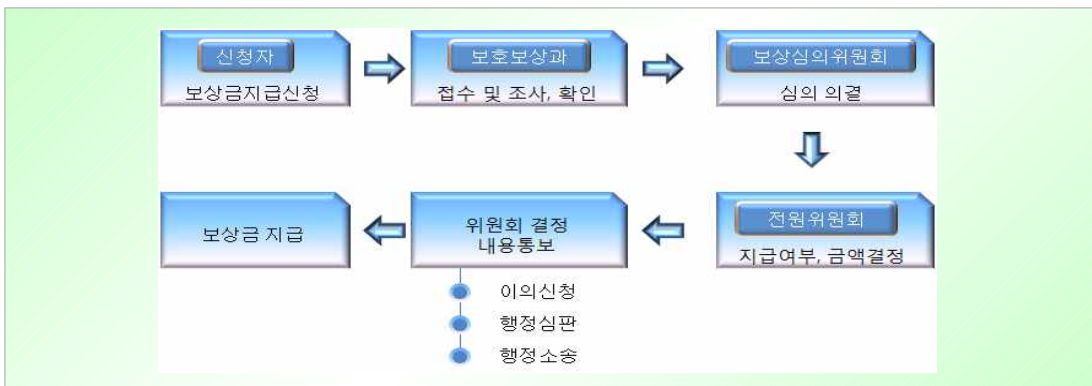 신청자
보상금지급신청
보호보상과
접수 및 조사, 확인
보상심의위원회
심의 의결
전원위원회
지급여부, 금액결정
위원회 결정
내용통보
이의신청
행정심판
행정소송
보상금 지급